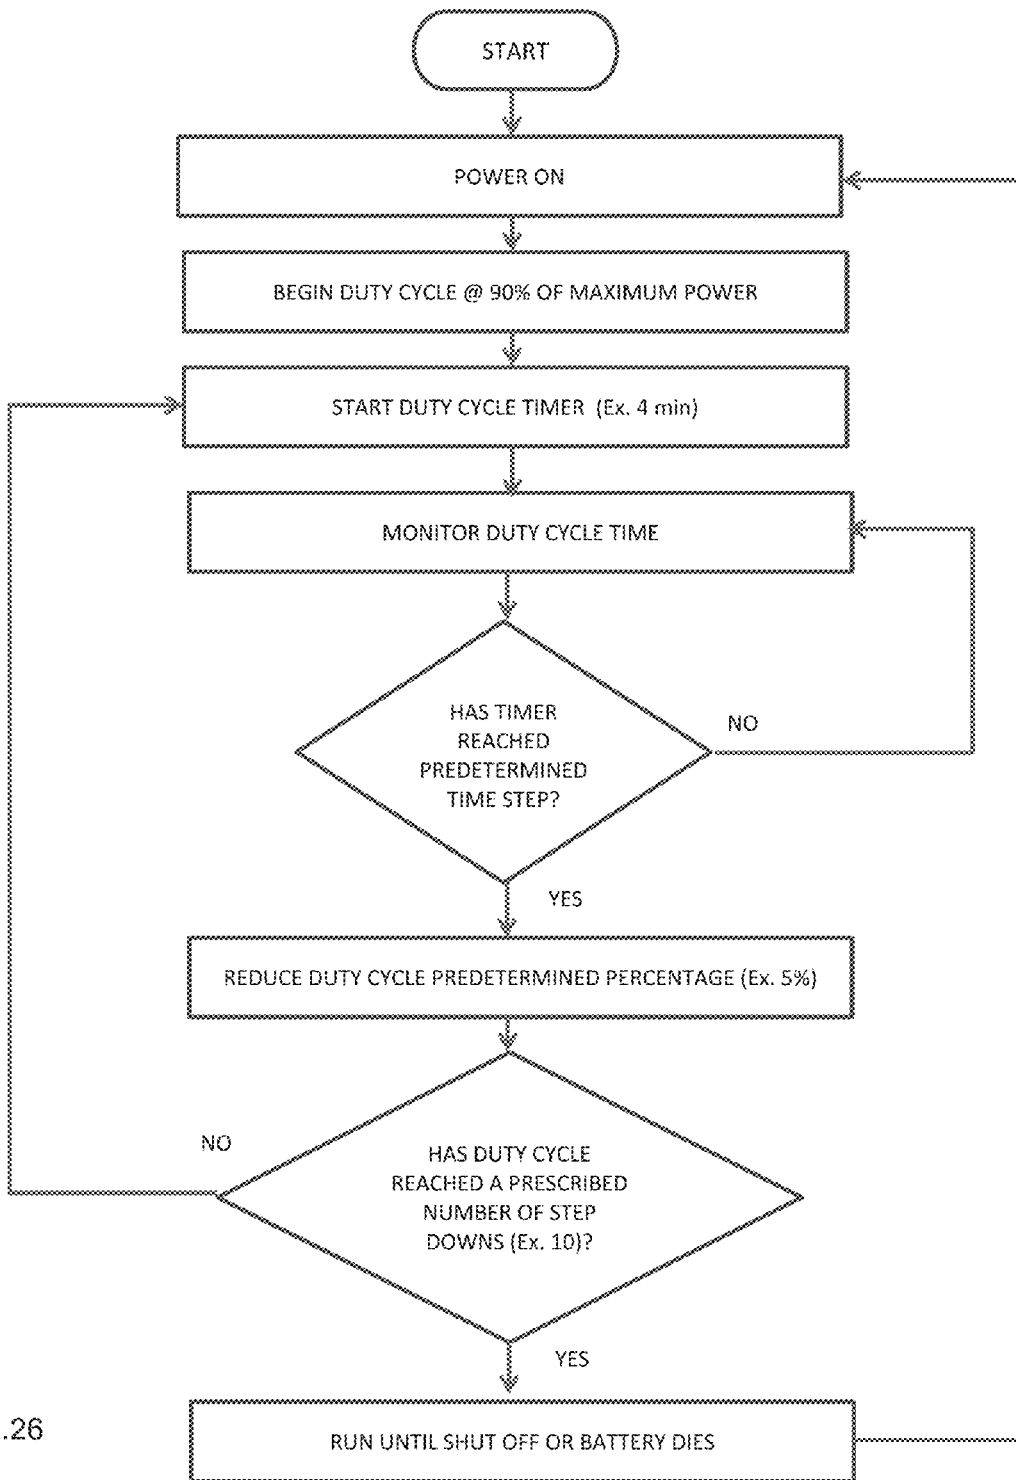 START
POWER ON
BEGIN DUTY CYCLE @ 90% OF MAXIMUM POWER
START DUTY CYCLE TIMER (Ex. 4 min)
MONITOR DUTY CYCLE TIME
HAS TIMER
REACHED
PREDETERMINED
TIME STEP?
NO
YES
REDUCE DUTY CYCLE PREDETERMINED PERCENTAGE (Ex. 5%)
NO
HAS DUTY CYCLE
REACHED A PRESCRIBED
NUMBER OF STEP
DOWNS (Ex. 10)?
YES
RUN UNTIL SHUT OFF OR BATTERY DIES
.26